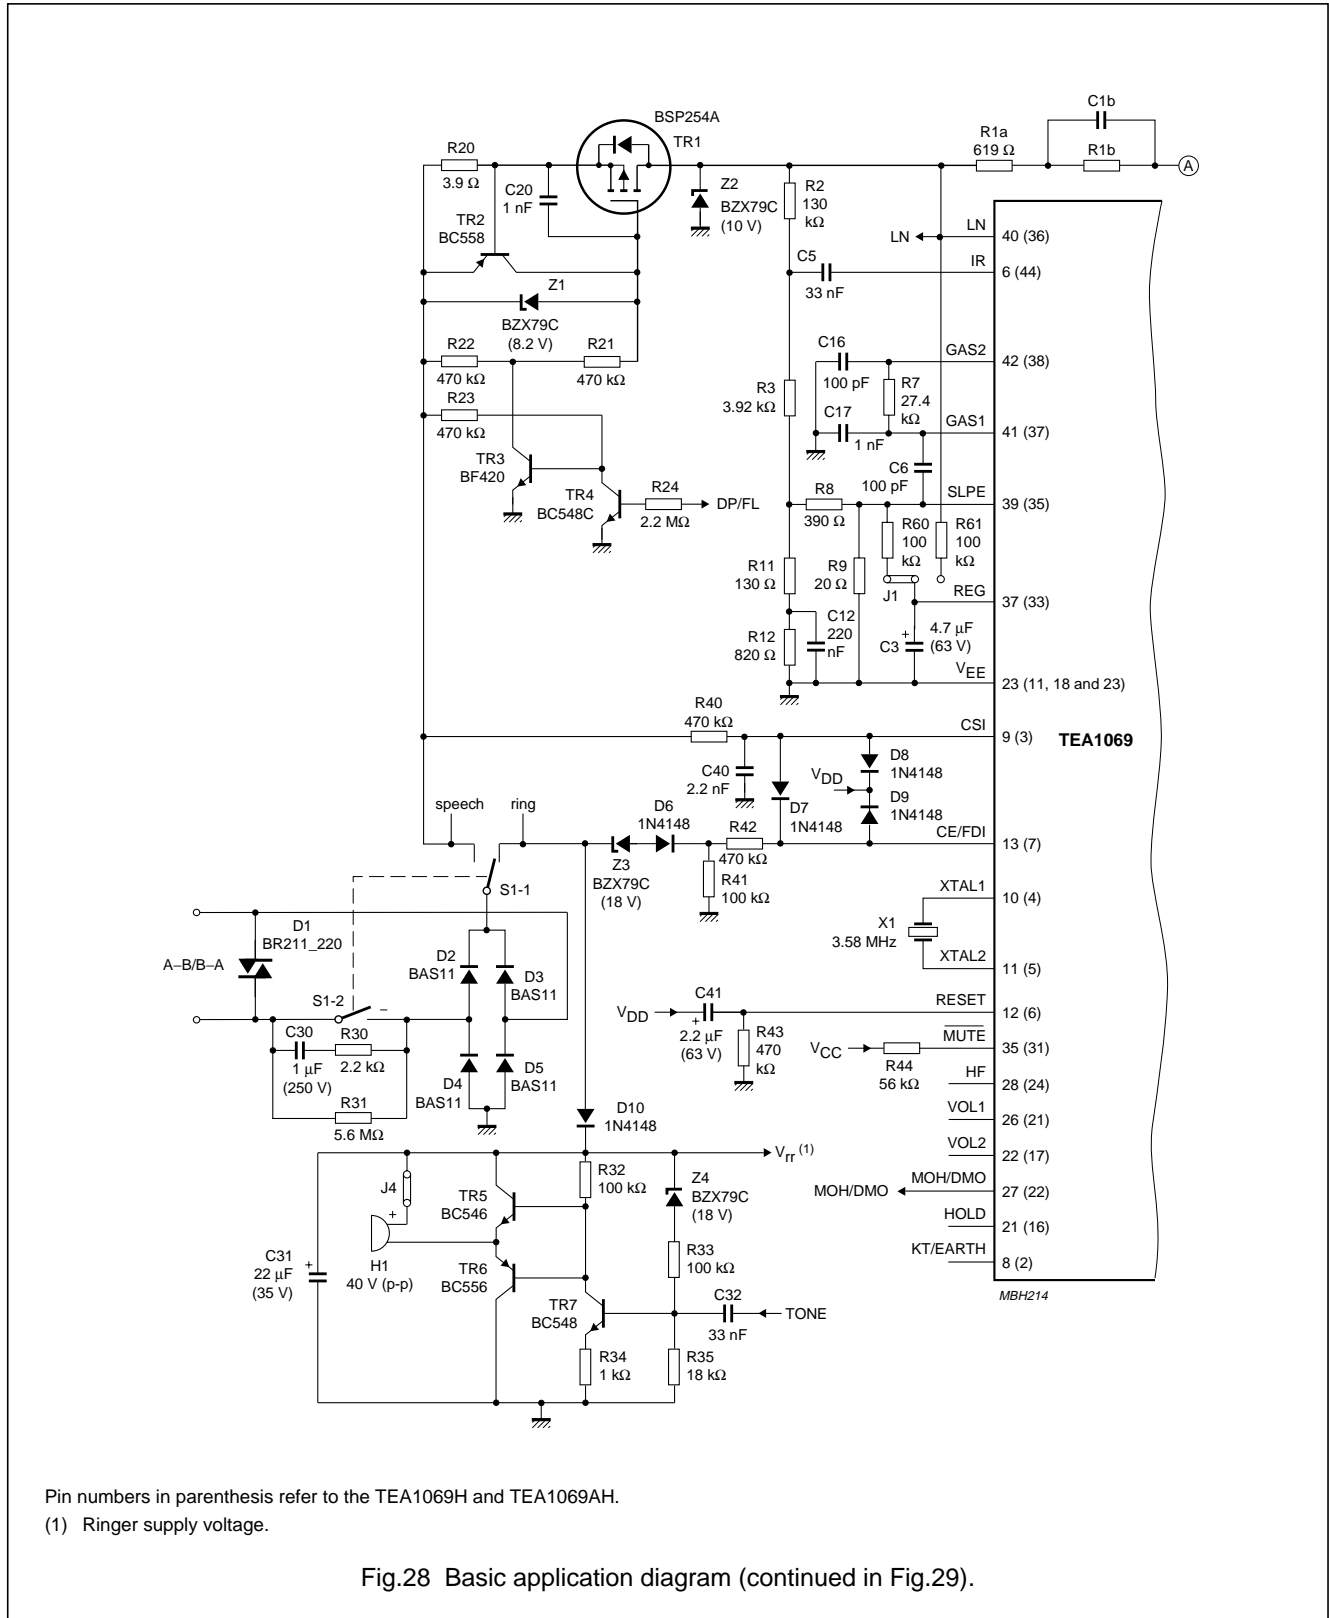 BSP254A
TR1
R20
3.9 Ω
C20
1 nF
TR2
BC558
Z2
BZX79C
(10 V)
R2
130
kΩ
R1a
619 Ω
C1b
R1b
A
LN
LN
40 (36)
IR
6 (44)
C5
33 nF
Z1
BZX79C
(8.2 V)
R22
470 kΩ
R21
470 kΩ
R23
470 kΩ
C16
100 pF
GAS2
42 (38)
R7
27.4
kΩ
R3
3.92 kΩ
C17
1 nF
GAS1
41 (37)
C6
100 pF
TR3
BF420
TR4
BC548C
R24
2.2 MΩ
DP/FL
R8
390 Ω
SLPE
39 (35)
R60
100
kΩ
R61
100
kΩ
R11
130 Ω
R9
20 Ω
J1
REG
37 (33)
R12
820 Ω
C12
220
nF
C3
+
4.7 µF
(63 V)
VEE
23 (11, 18 and 23)
R40
470 kΩ
CSI
9 (3)
TEA1069
C40
2.2 nF
VDD
D8
1N4148
D9
1N4148
D7
1N4148
speech
ring
D6
1N4148
R42
470 kΩ
CE/FDI
13 (7)
Z3
BZX79C
(18 V)
R41
100 kΩ
S1-1
XTAL1
10 (4)
X1
3.58 MHz
XTAL2
11 (5)
D1
BR211_220
A–B/B–A
D2
BAS11
D3
BAS11
S1-2
–
C30
1 µF
(250 V)
R30
2.2 kΩ
R31
5.6 MΩ
D4
BAS11
D5
BAS11
VDD
C41
+
2.2 µF
(63 V)
R43
470
kΩ
RESET
12 (6)
MUTE
35 (31)
VCC
R44
56 kΩ
HF
28 (24)
VOL1
26 (21)
VOL2
22 (17)
MOH/DMO
MOH/DMO
27 (22)
HOLD
21 (16)
KT/EARTH
8 (2)
D10
1N4148
Vrr (1)
J4
+
H1
40 V (p-p)
TR5
BC546
R32
100 kΩ
Z4
BZX79C
(18 V)
C31
+
22 µF
(35 V)
TR6
BC556
R33
100 kΩ
TR7
BC548
C32
33 nF
TONE
R34
1 kΩ
R35
18 kΩ
MBH214
Pin numbers in parenthesis refer to the TEA1069H and TEA1069AH.
(1) Ringer supply voltage.
Fig.28 Basic application diagram (continued in Fig.29).